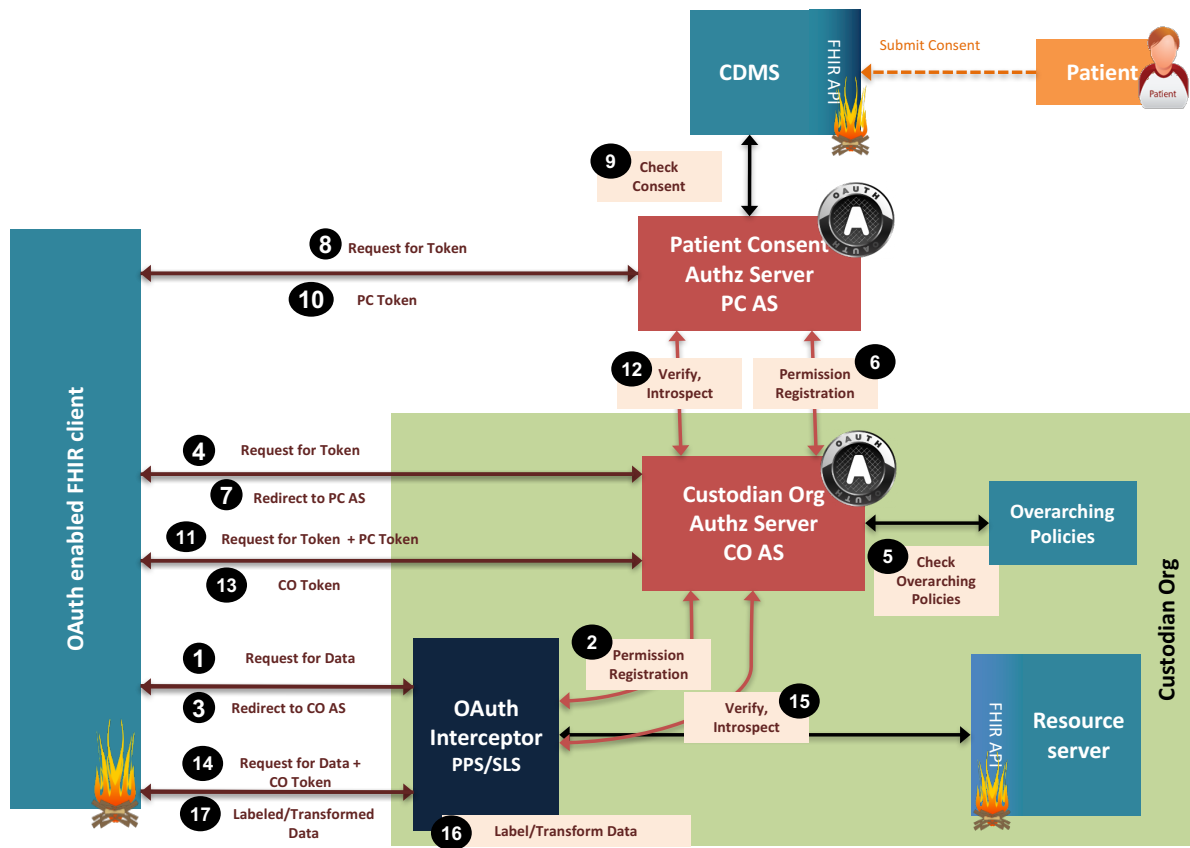 CDMS
FHIR API
Submit Consent
Patient
Patient
9
Check
Consent
OAUTH
A
OAUTH
Patient Consent
Authz Server
PC AS
8
Request for Token
10
PC Token
12
Verify,
Introspect
Permission
Registration
6
OAuth enabled FHIR client
4
Request for Token
7
Redirect to PC AS
11
Request for Token + PC Token
13
CO Token
OAUTH
A
OAUTH
Custodian Org
Authz Server
CO AS
Overarching
Policies
5
Check
Overarching
Policies
Custodian Org
1
Request for Data
3
Redirect to CO AS
2
Permission
Registration
OAuth
Interceptor
PPS/SLS
Verify,
Introspect
15
FHIR API
Resource
server
14
Request for Data +
CO Token
17
Labeled/Transformed
Data
16
Label/Transform Data